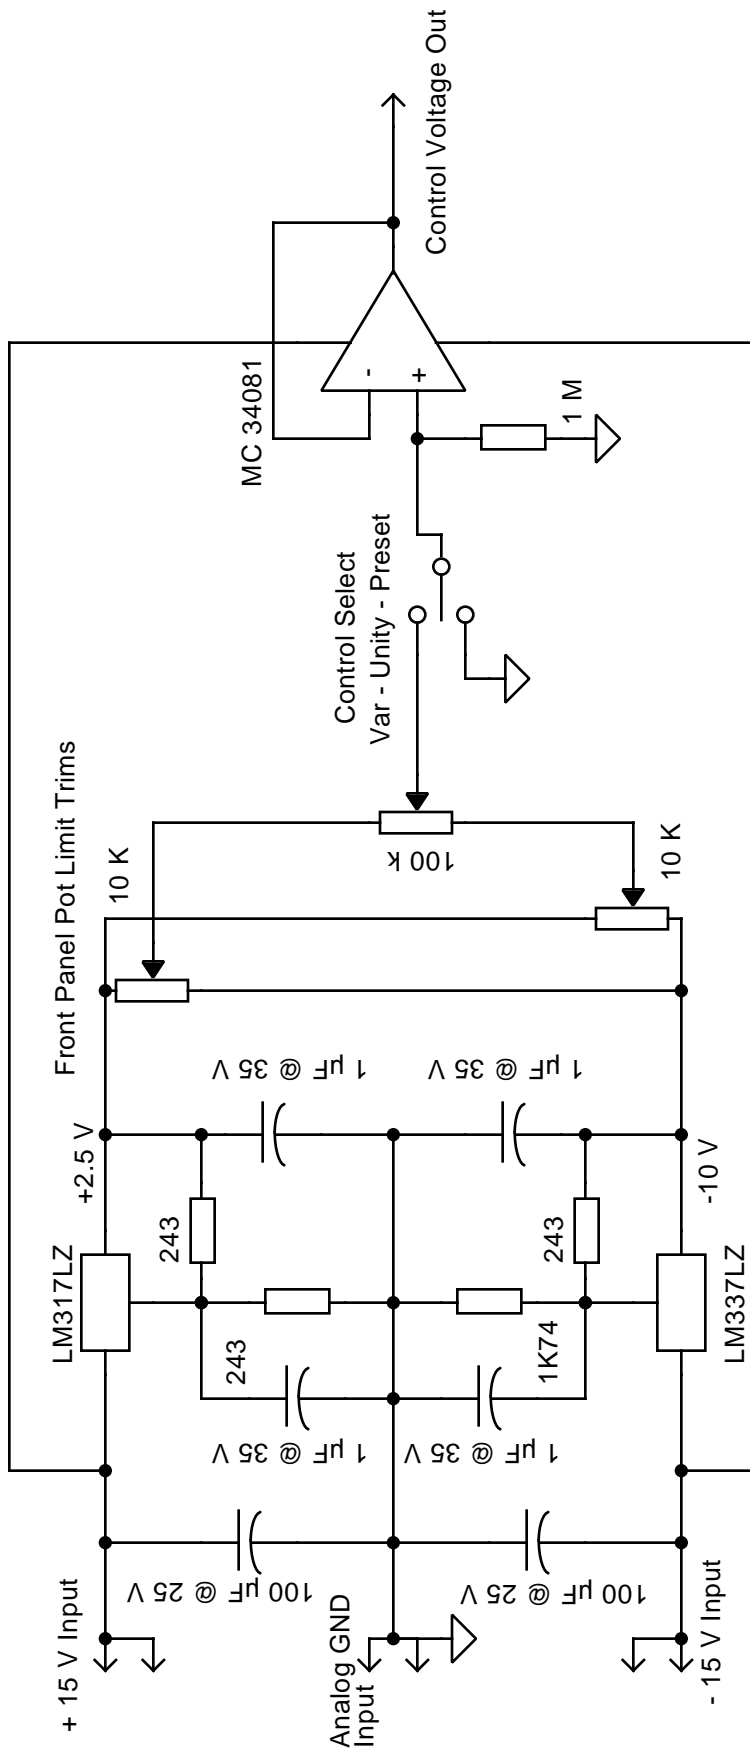 + 15 V Input
Analog GND
Input
- 15 V Input
100 µF @ 25 V
100 µF @ 25 V
LM317LZ
+2.5 V
243
243
1 µF @ 35 V
1 µF @ 35 V
1 µF @ 35 V
1 µF @ 35 V
1K74
243
LM337LZ
-10 V
Front Panel Pot Limit Trims
10 K
100 k
10 K
Control Select
Var - Unity - Preset
MC 34081
-
+
1 M
Control Voltage Out